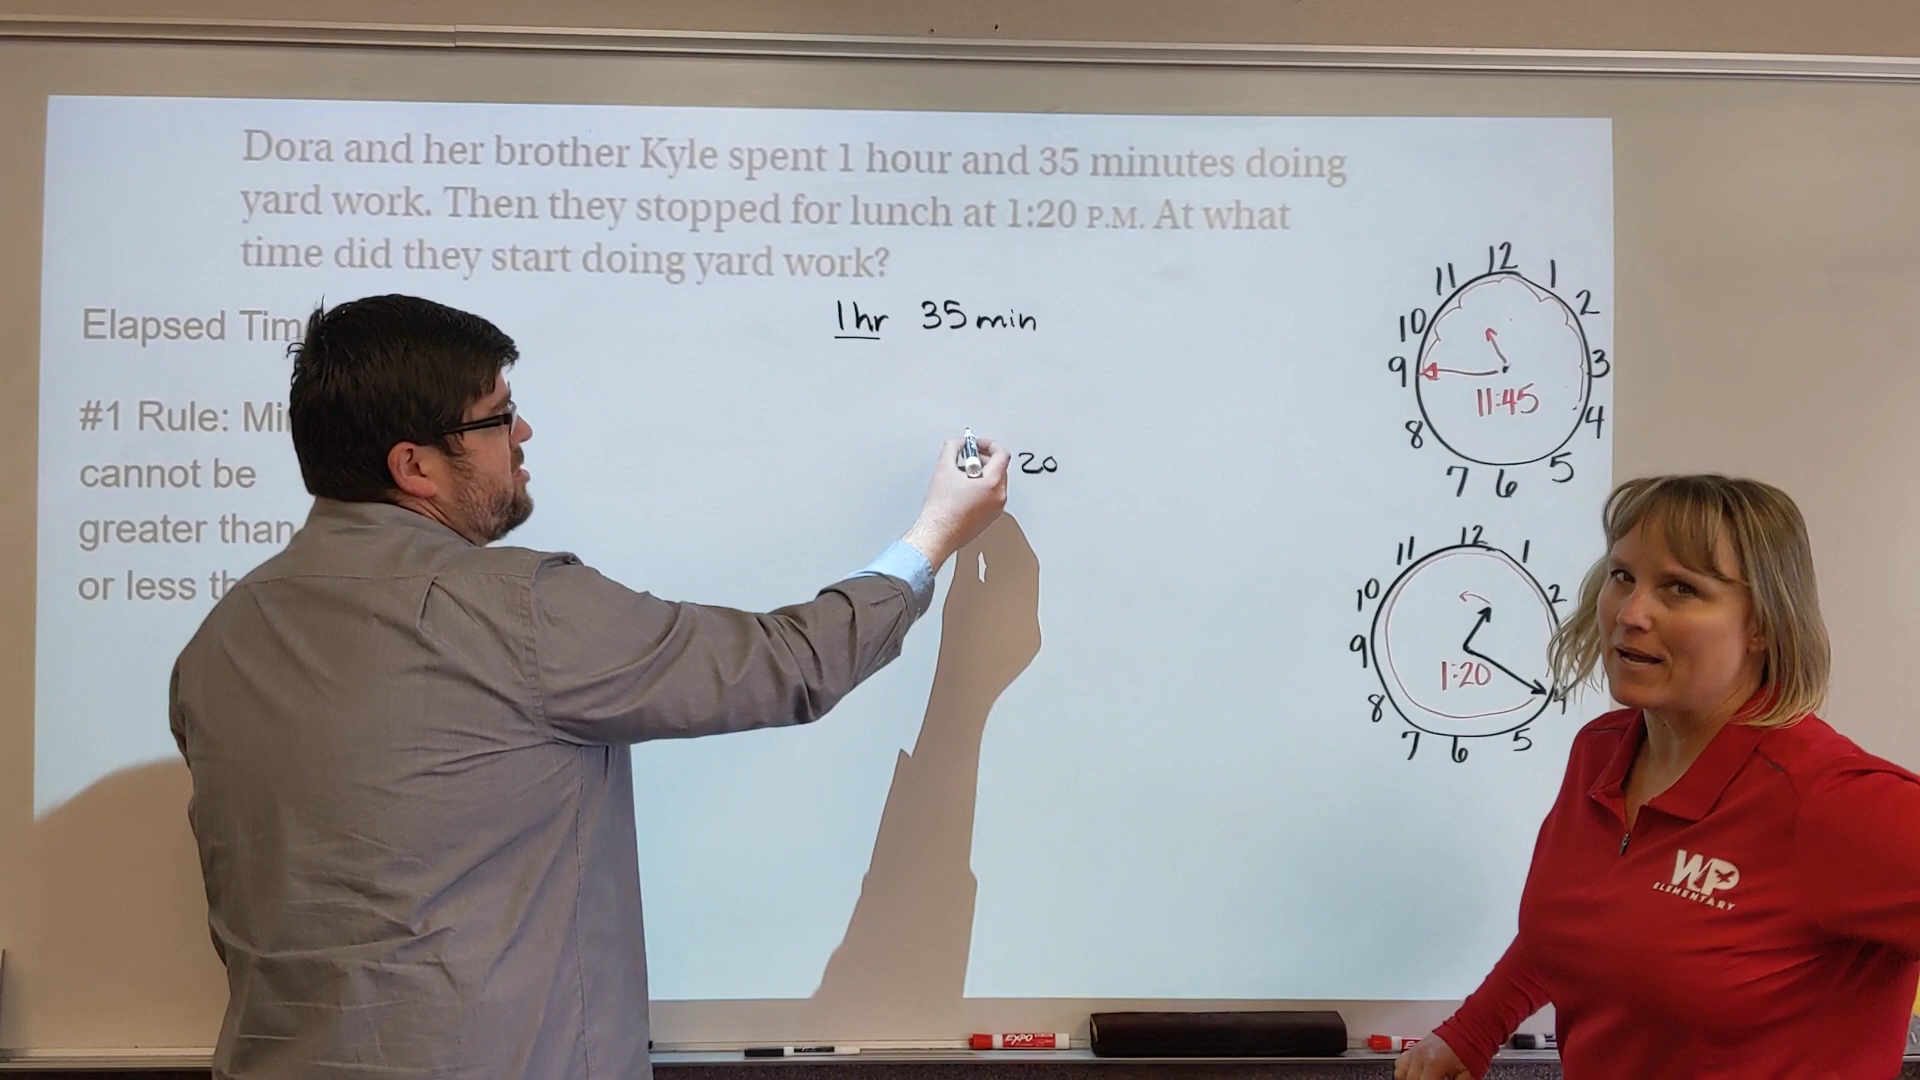 Dora and her brother Kyle spent 1 hour and 35 minutes doing
yard work. Then they stopped for lunch at 1:20 P.M. At what
time did they start doing yard work?
Elapsed
#1 Rule:
cannot be
greater than
or less
1hr 35min
20
12
11 1
10 2
9 3
11:45
8 4
7 6 5
12
11 1
10 2
9
1:20
8 4
7 6 5
WP
ELEMENTARY
EXPO